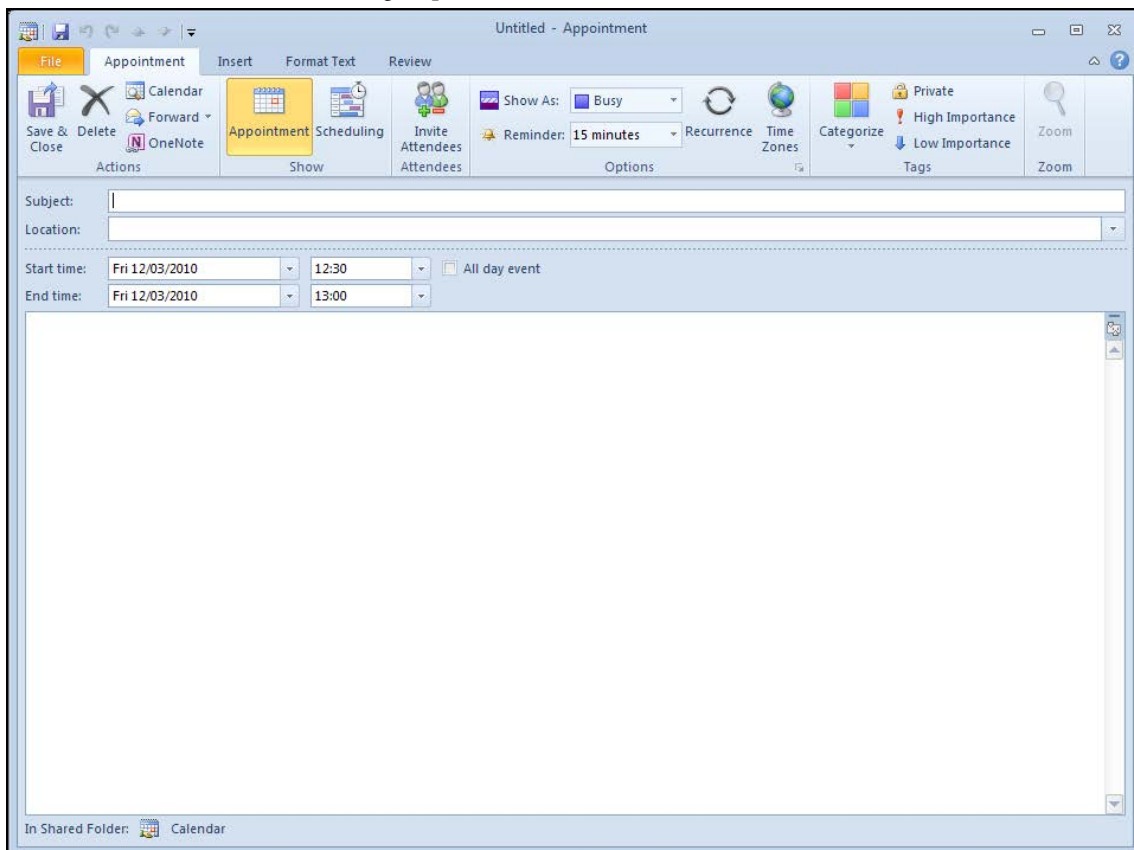 Untitled - Appointment
File Appointment Insert Format Text Review
Save & Close Delete Calendar Forward OneNote
Actions
Appointment Scheduling
Show
Invite Attendees
Attendees
Show As: Busy
Reminder: 15 minutes
Recurrence Time Zones
Options
Categorize
Private
High Importance
Low Importance
Tags
Zoom
Zoom
Subject:
Location:
Start time: Fri 12/03/2010 12:30 All day event
End time: Fri 12/03/2010 13:00
In Shared Folder: Calendar